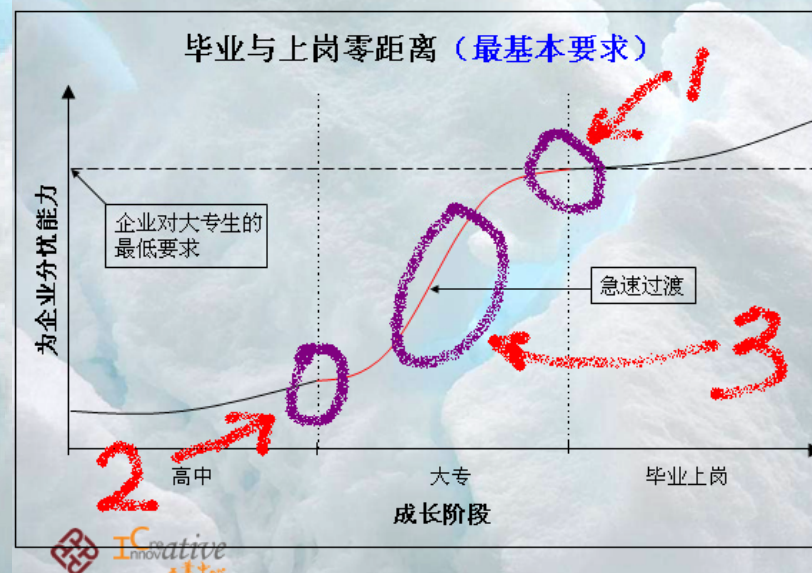 毕业与上岗零距离（最基本要求）
1
企业对大专生的
最低要求
为企业分忧能力
急速过渡
3
2
高中
大专
毕业上岗
成长阶段
Creative
Innov